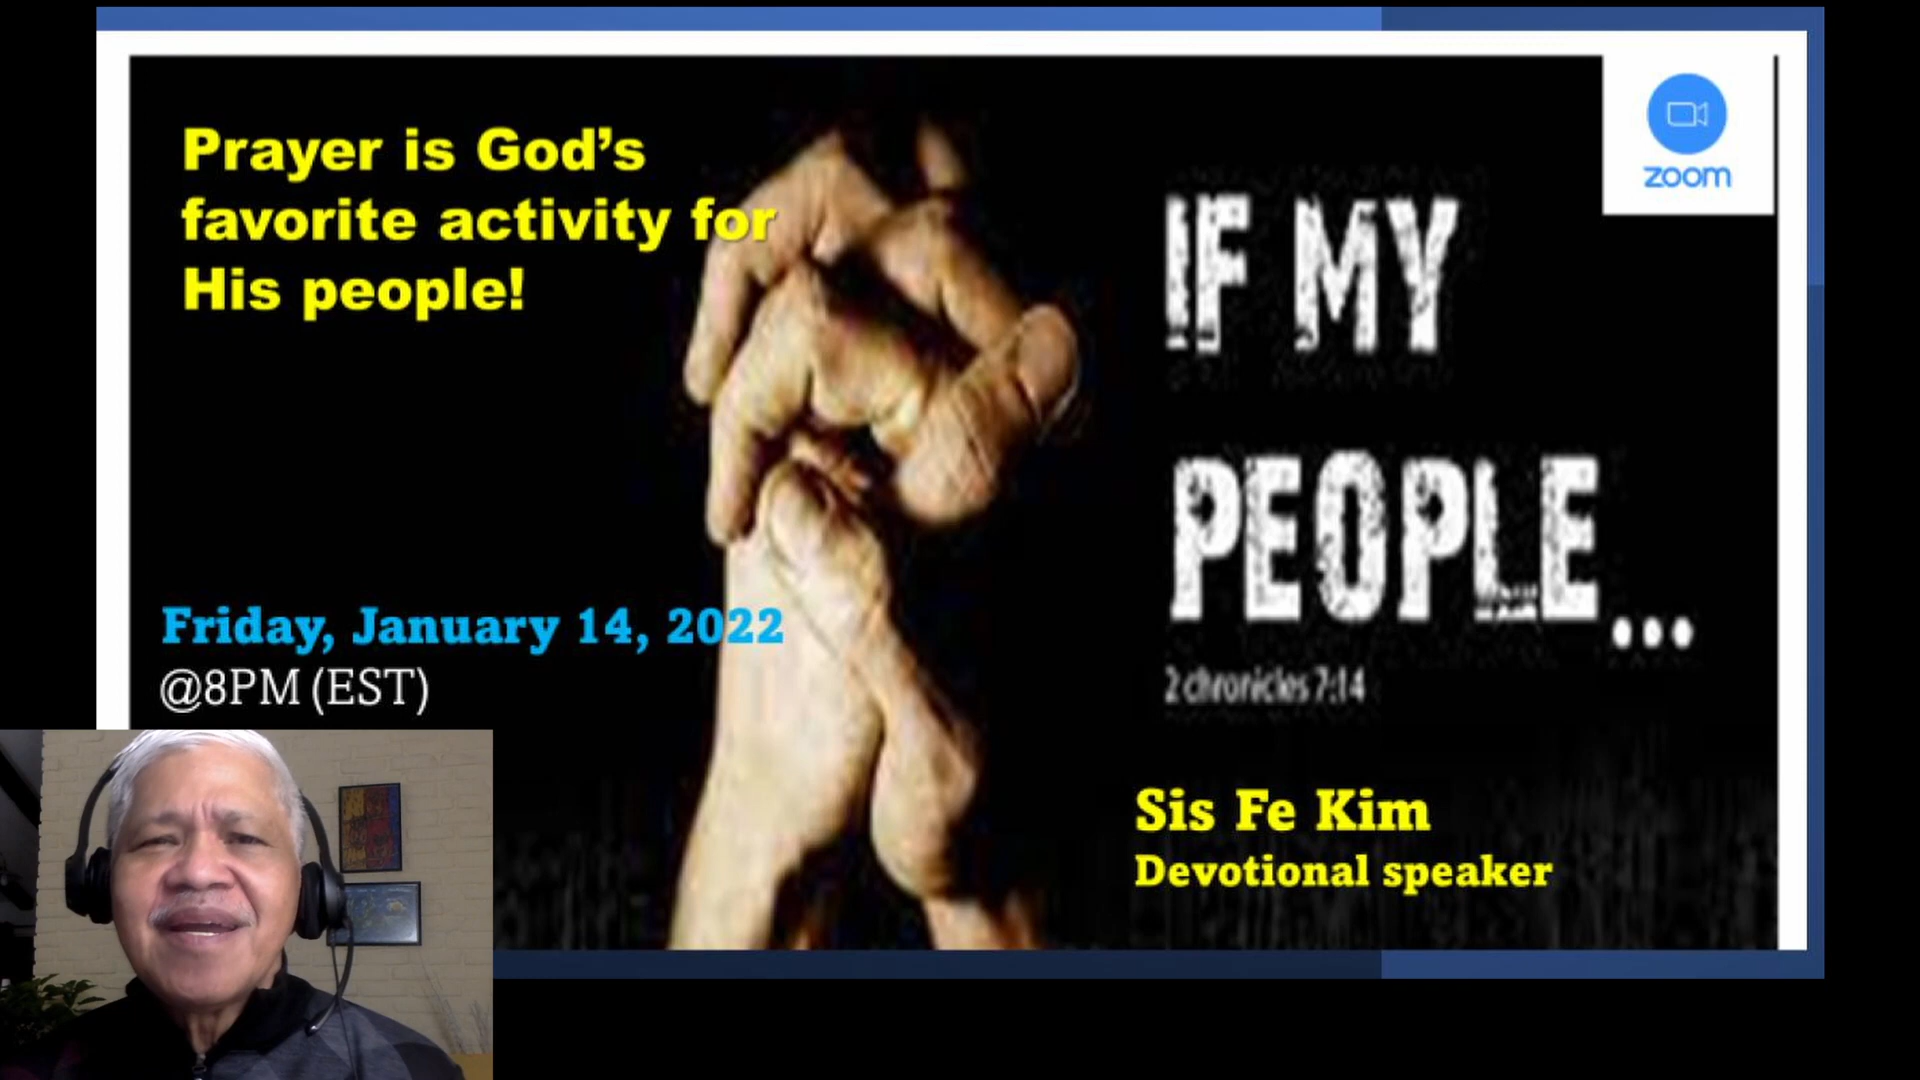 Prayer is God's
favorite activity for
His people!
zoom
IF MY
PEOPLE...
2 chronicles 7:14
Friday, January 14, 2022
@8PM (EST)
Sis Fe Kim
Devotional speaker